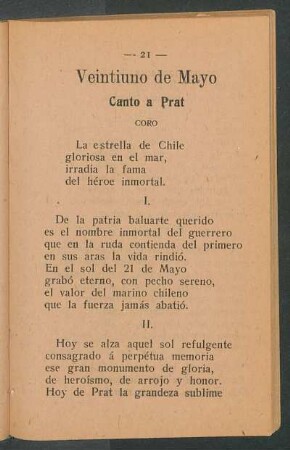 — 21 —
Veintiuno de Mayo
Canto a Prat
CORO
La estrella de Chile
gloriosa en el mar,
irradia la fama
del héroe inmortal.
I.
De la patria baluarte querido
es el nombre inmortal del guerrero
que en la ruda contienda del primero
en sus aras la vida rindió.
En el sol del 21 de Mayo
grabó eterno, con pecho sereno,
el valor del marino chileno
que la fuerza jamás abatió.
II.
Hoy se alza aquel sol refulgente
consagrado á perpétua memoria
ese gran monumento de gloria,
de heroísmo, de arrojo y honor.
Hoy de Prat la grandeza sublime